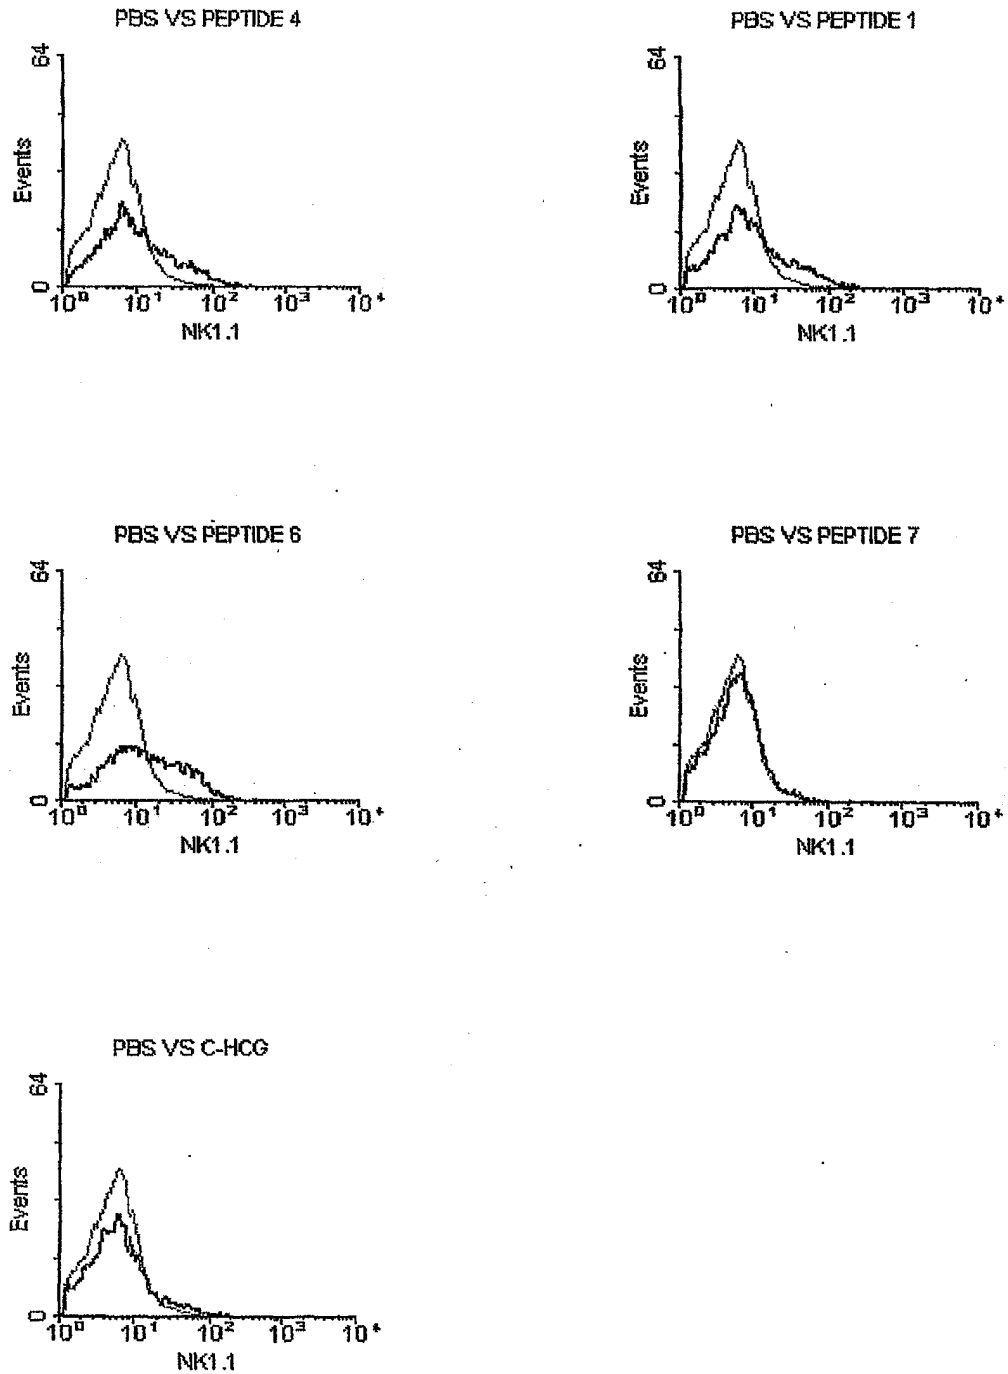 PBS VS PEPTIDE 4
64
Events
0
10⁰ 10¹ 10² 10³ 10⁴
NK1.1
PBS VS PEPTIDE 1
64
Events
0
10⁰ 10¹ 10² 10³ 10⁴
NK1.1
PBS VS PEPTIDE 6
64
Events
0
10⁰ 10¹ 10² 10³ 10⁴
NK1.1
PBS VS PEPTIDE 7
64
Events
0
10⁰ 10¹ 10² 10³ 10⁴
NK1.1
PBS VS C-HCG
64
Events
0
10⁰ 10¹ 10² 10³ 10⁴
NK1.1